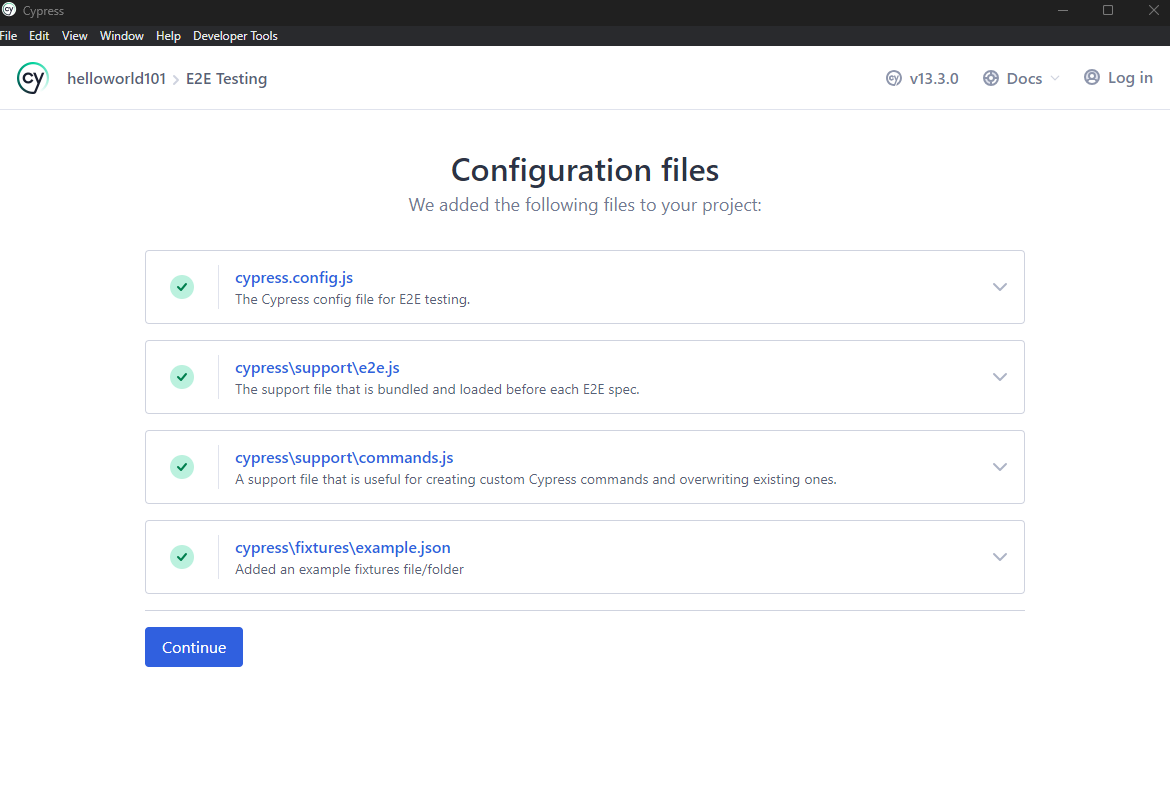 cy Cypress
File Edit View Window Help Developer Tools
cy helloworld101 E2E Testing cy v13.3.0 Docs Log in
Configuration files
We added the following files to your project:
cypress.config.js
The Cypress config file for E2E testing.
cypress\support\e2e.js
The support file that is bundled and loaded before each E2E spec.
cypress\support\commands.js
A support file that is useful for creating custom Cypress commands and overwriting existing ones.
cypress\fixtures\example.json
Added an example fixtures file/folder
Continue